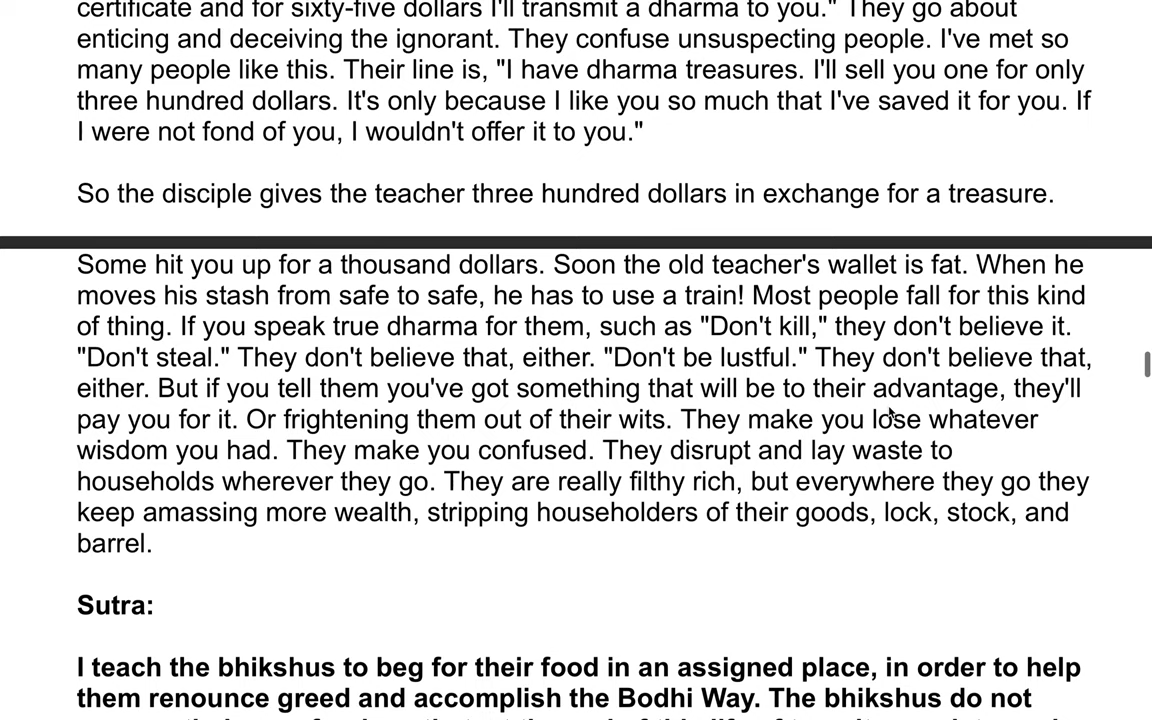 certificate and for sixty-five dollars I'll transmit a dharma to you." They go about
enticing and deceiving the ignorant. They confuse unsuspecting people. I've met so
many people like this. Their line is, "I have dharma treasures. I'll sell you one for only
three hundred dollars. It's only because I like you so much that I've saved it for you. If
I were not fond of you, I wouldn't offer it to you."
So the disciple gives the teacher three hundred dollars in exchange for a treasure.
Some hit you up for a thousand dollars. Soon the old teacher's wallet is fat. When he
moves his stash from safe to safe, he has to use a train! Most people fall for this kind
of thing. If you speak true dharma for them, such as "Don't kill," they don't believe it.
"Don't steal." They don't believe that, either. "Don't be lustful." They don't believe that,
either. But if you tell them you've got something that will be to their advantage, they'll
pay you for it. Or frightening them out of their wits. They make you lose whatever
wisdom you had. They make you confused. They disrupt and lay waste to
households wherever they go. They are really filthy rich, but everywhere they go they
keep amassing more wealth, stripping householders of their goods, lock, stock, and
barrel.
Sutra:
I teach the bhikshus to beg for their food in an assigned place, in order to help
them renounce greed and accomplish the Bodhi Way. The bhikshus do not